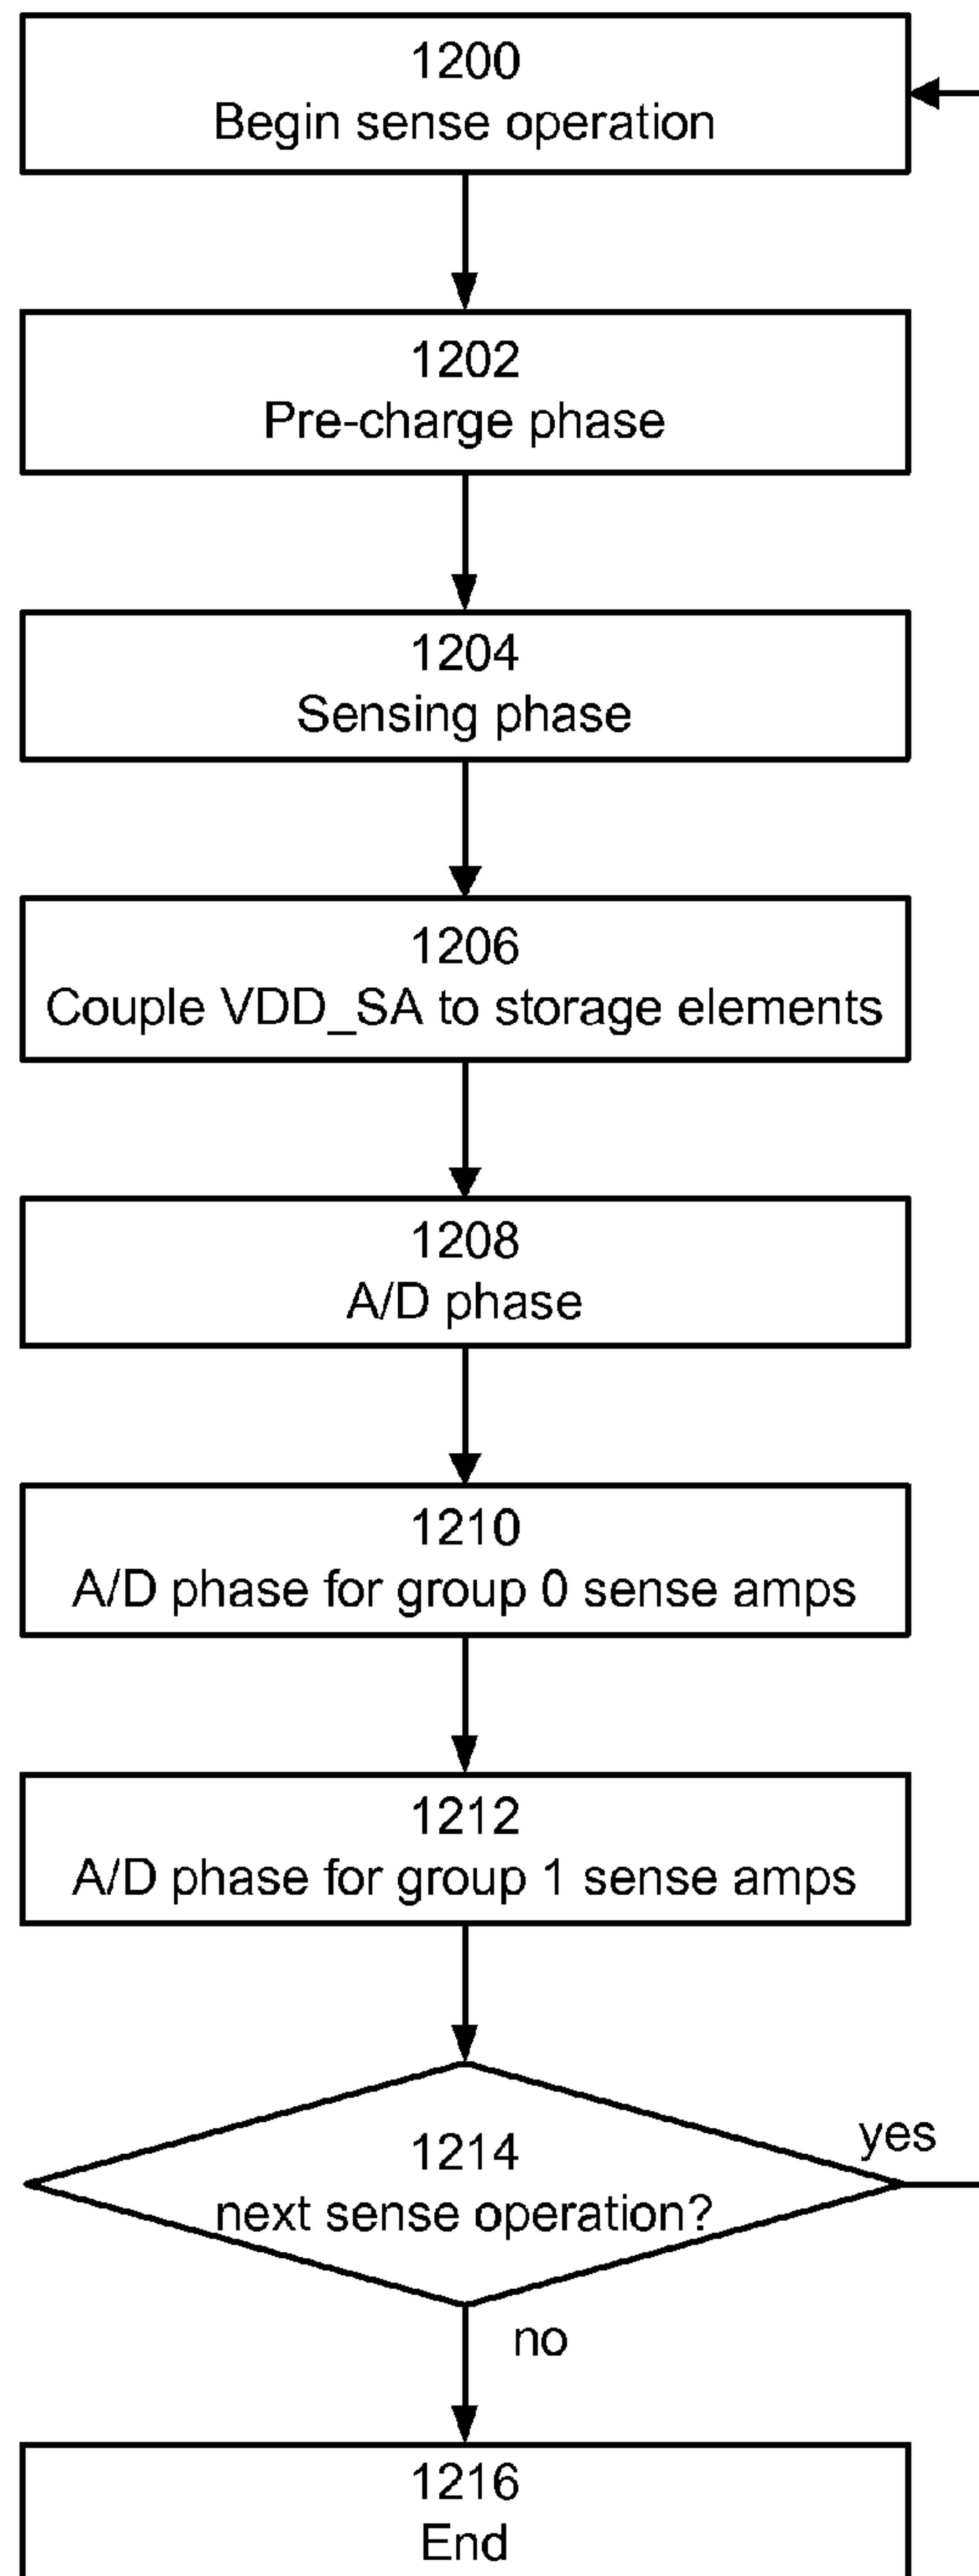 1200
Begin sense operation
1202
Pre-charge phase
1204
Sensing phase
1206
Couple VDD_SA to storage elements
1208
A/D phase
1210
A/D phase for group 0 sense amps
1212
A/D phase for group 1 sense amps
1214
next sense operation?
yes
no
1216
End